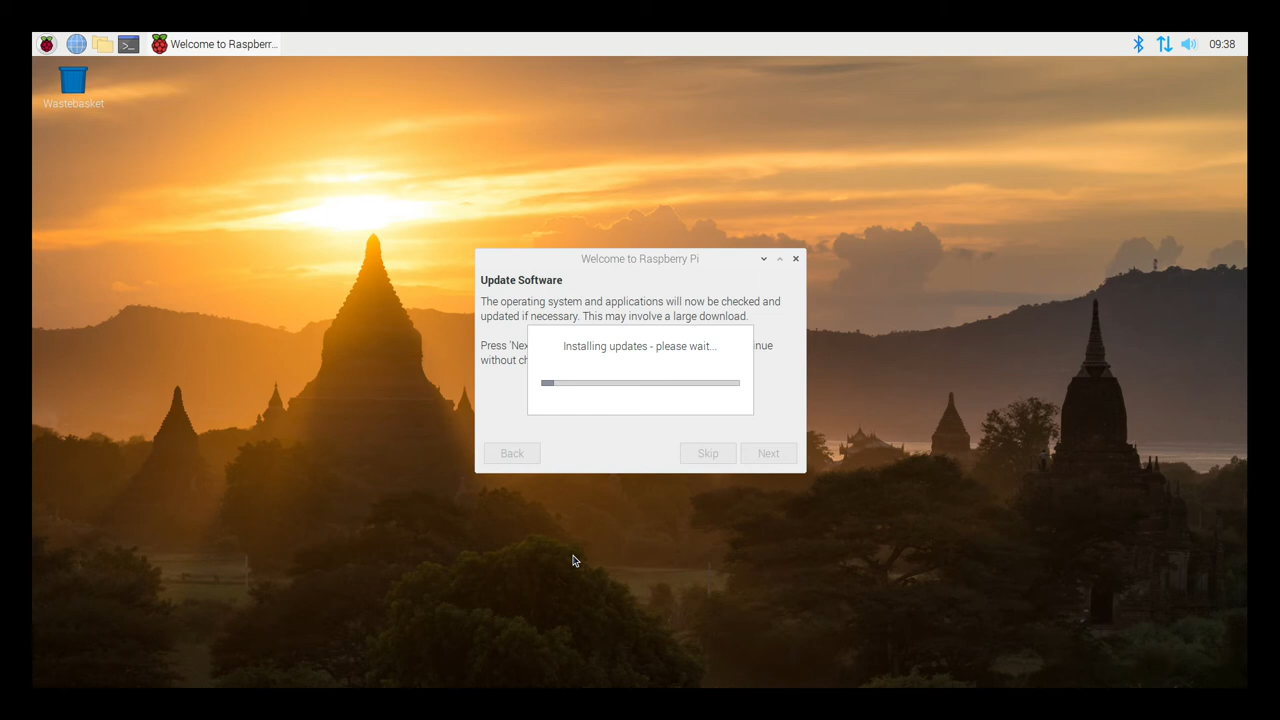 Welcome to Raspberr...
09:38
Wastebasket
Welcome to Raspberry Pi
Update Software
The operating system and applications will now be checked and
updated if necessary. This may involve a large download.
Press 'Nex
nue
without ch
Installing updates - please wait...
Back
Skip
Next